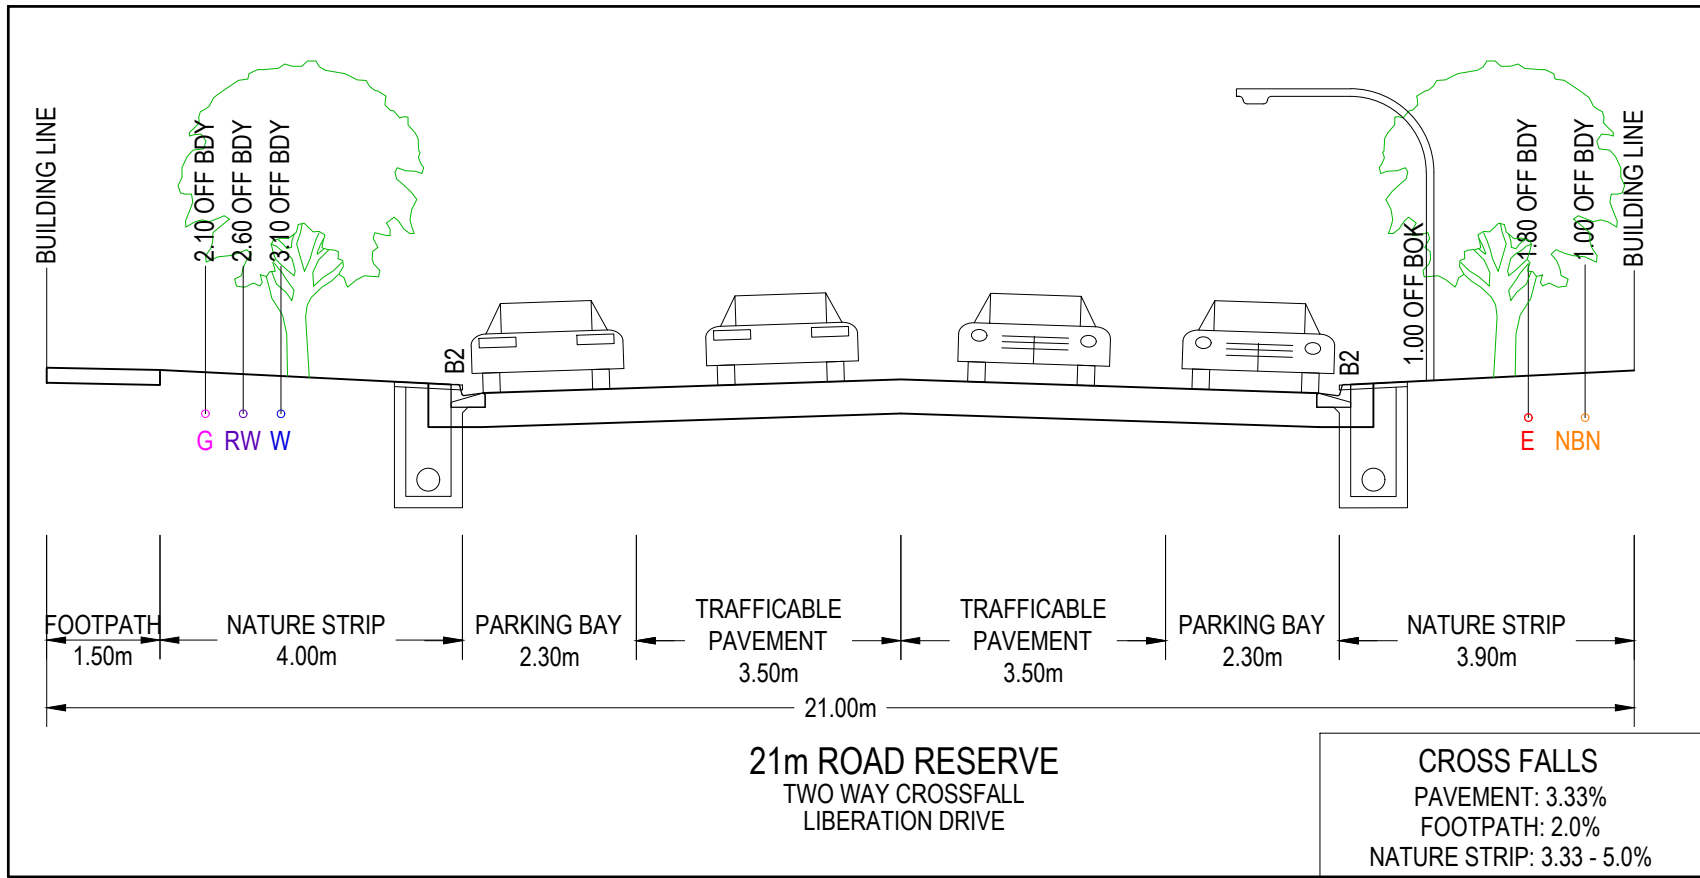 BUILDING LINE
2.10 OFF BDY
2.60 OFF BDY
3.10 OFF BDY
1.00 OFF BOK
1.80 OFF BDY
1.00 OFF BDY
BUILDING LINE
B2
B2
G RW W
E NBN
FOOTPATH
1.50m
NATURE STRIP
4.00m
PARKING BAY
2.30m
TRAFFICABLE
PAVEMENT
3.50m
TRAFFICABLE
PAVEMENT
3.50m
PARKING BAY
2.30m
NATURE STRIP
3.90m
21.00m
21m ROAD RESERVE
TWO WAY CROSSFALL
LIBERATION DRIVE
CROSS FALLS
PAVEMENT: 3.33%
FOOTPATH: 2.0%
NATURE STRIP: 3.33 - 5.0%